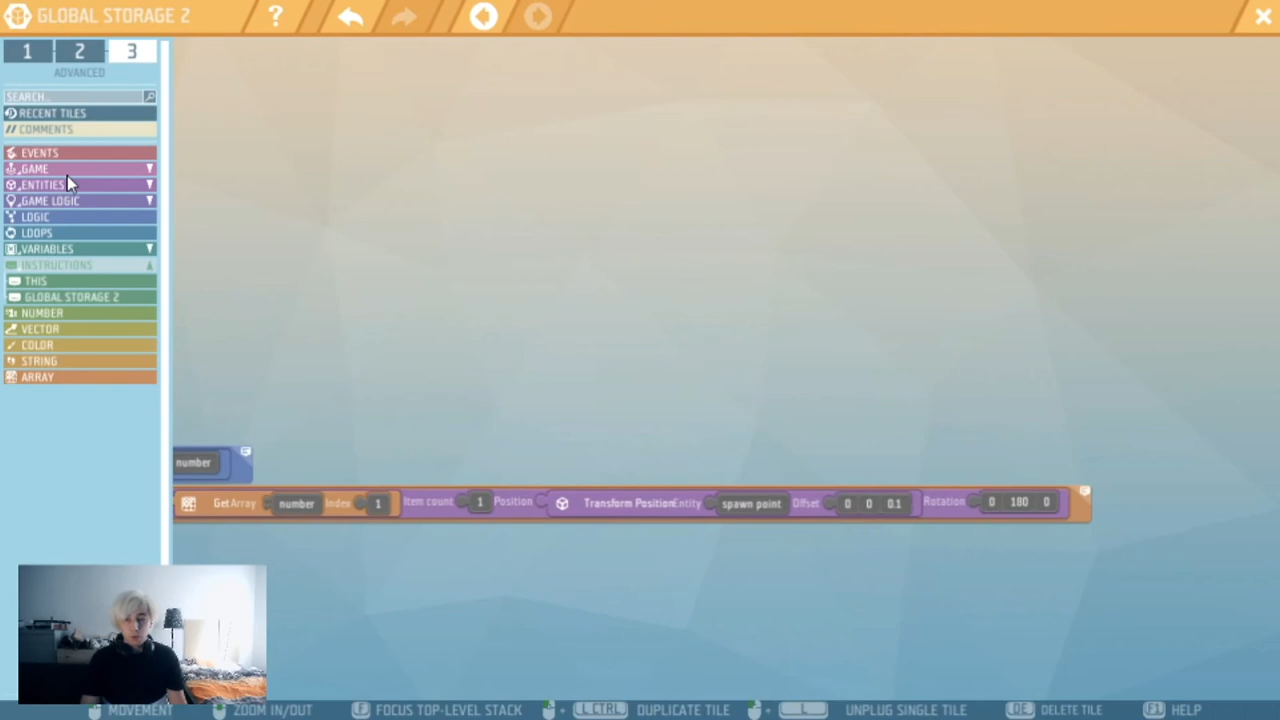 GLOBAL STORAGE 2
?
1 2 3
ADVANCED
SEARCH..
RECENT TILES
// COMMENTS
EVENTS
GAME
ENTITIES
GAME LOGIC
LOGIC
LOOPS
VARIABLES
INSTRUCTIONS
THIS
GLOBAL STORAGE 2
NUMBER
VECTOR
COLOR
STRING
ARRAY
number
Get Array number Index 1 Item count 1 Position Transform Position Entity spawn point Offset 0 0 0.1 Rotation 0 180 0
MOVEMENT ZOOM IN/OUT F FOCUS TOP-LEVEL STACK + L CTRL DUPLICATE TILE + L UNPLUG SINGLE TILE DE DELETE TILE F1 HELP